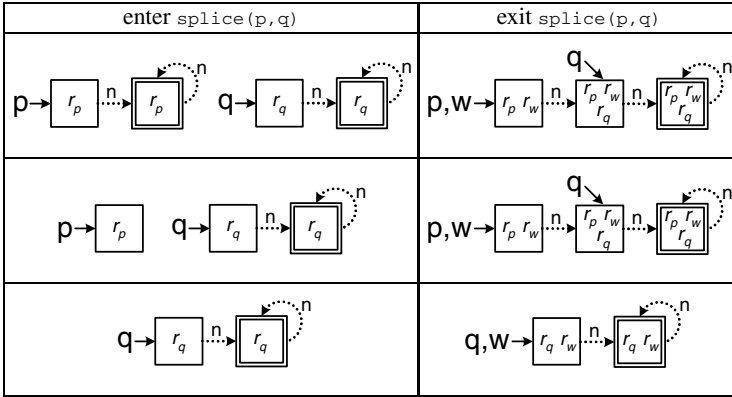 enter splice(p,q) exit splice(p,q)
p r_p n r_p n q r_q n r_q n p,w r_p r_w n q r_p r_w r_q n r_p r_w r_q n
p r_p q r_q n r_q n p,w r_p r_w n q r_p r_w r_q n r_p r_w r_q n
q r_q n r_q n q,w r_q r_w n r_q r_w n